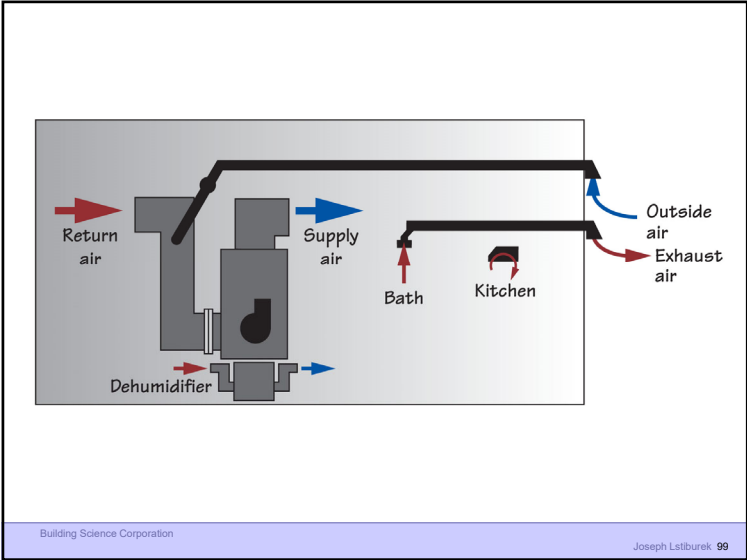 Return
air
Supply
air
Outside
air
Exhaust
air
Bath
Kitchen
Dehumidifier
Building Science Corporation
Joseph Lstiburek 99